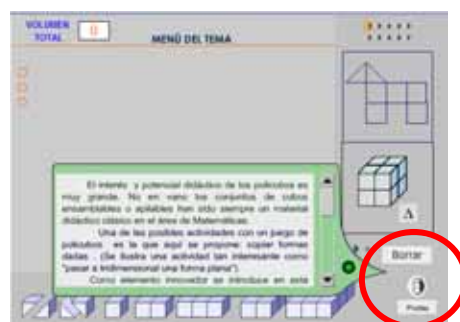 VOLUMEN
TOTAL
0
MENÚ DEL TEMA
El interés y potencial didáctico de los policubos es
muy grande. No en vano los conjuntos de cubos
ensamblables o apilables han sido siempre un material
didáctico clásico en el área de Matemáticas.
Una de las posibles actividades con un juego de
policubos es la que aquí se propone: copiar formas
dadas . (Se ilustra una actividad tan interesante como
"pasar a tridimensional una forma plana").
Como elemento innovador se introduce en esta
A
Borrar